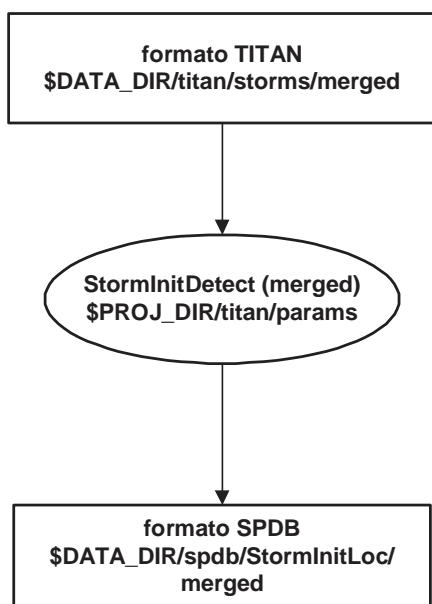 formato TITAN
$DATA_DIR/titan/storms/merged
StormInitDetect (merged)
$PROJ_DIR/titan/params
formato SPDB
$DATA_DIR/spdb/StormInitLoc/
merged